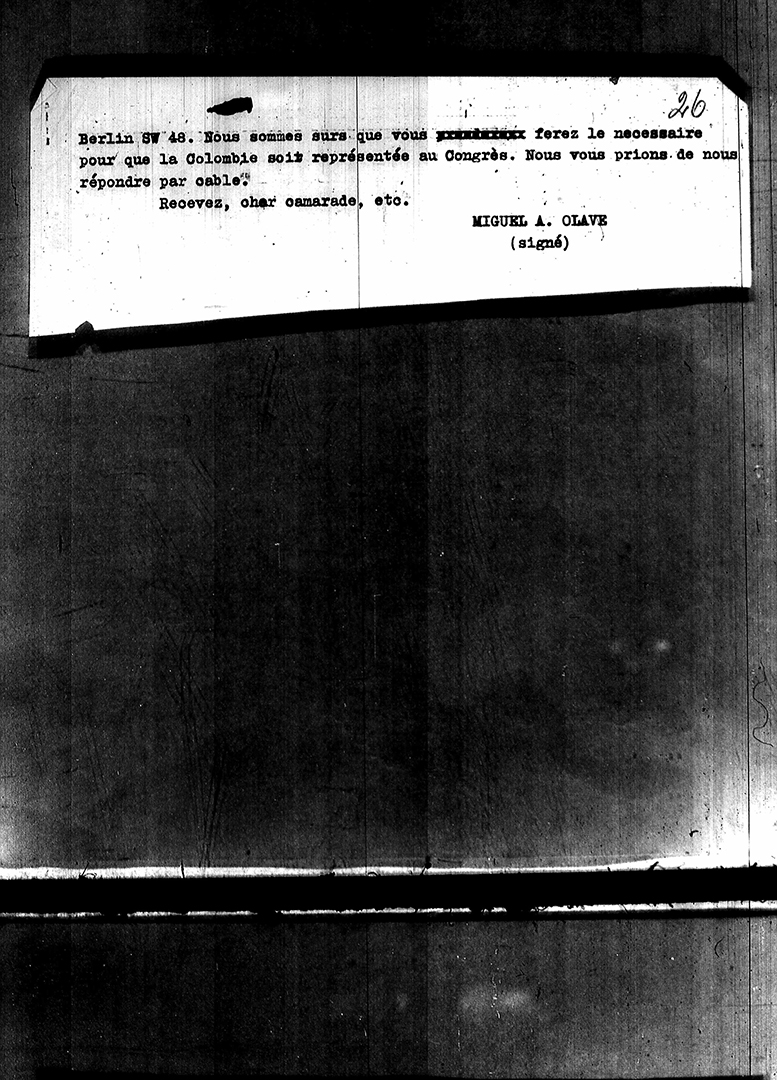 26
Berlin SW 48. Nous sommes surs que vous ferez le necessaire
pour que la Colombie soit représentée au Congrès. Nous vous prions de nous
répondre par cable."
Recevez, cher camarade, etc.
MIGUEL A. OLAVE
(signé)